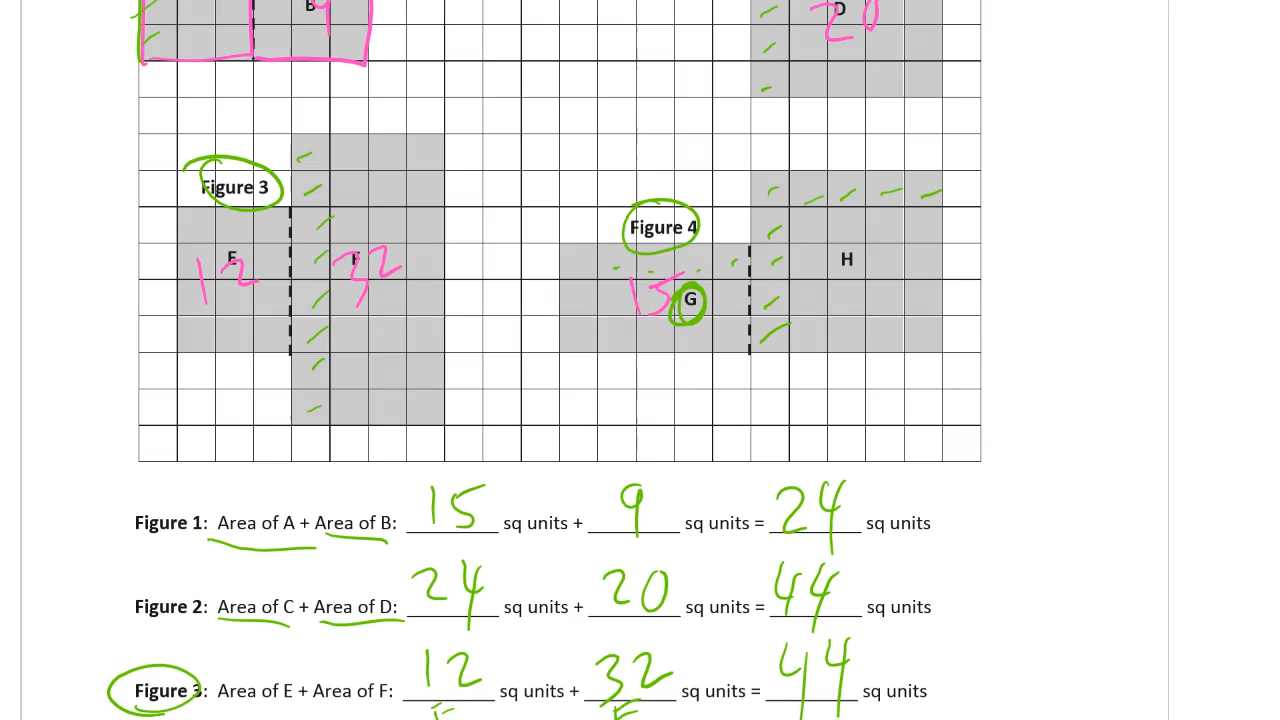 B 9
D
20
Figure 3
Figure 4
E F H
12 32
15 G
Figure 1: Area of A + Area of B: 15 sq units + 9 sq units = 24 sq units
Figure 2: Area of C + Area of D: 24 sq units + 20 sq units = 44 sq units
Figure 3: Area of E + Area of F: 12 sq units + 32 sq units = 44 sq units